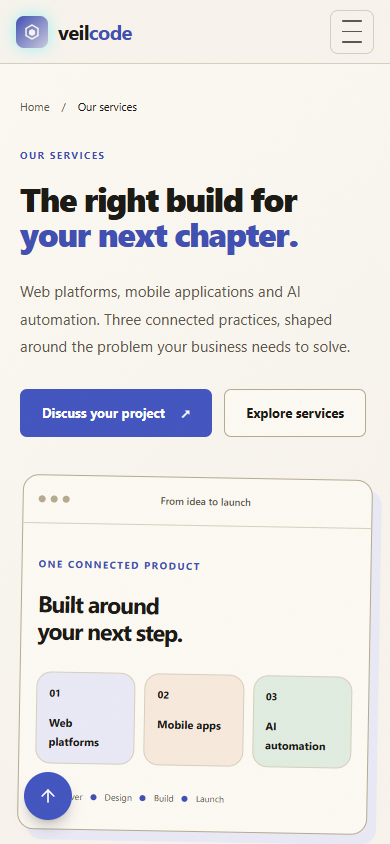 veilcode
Home / Our services
OUR SERVICES
The right build for
your next chapter.
Web platforms, mobile applications and AI
automation. Three connected practices, shaped
around the problem your business needs to solve.
Discuss your project ↗
Explore services
From idea to launch
ONE CONNECTED PRODUCT
Built around
your next step.
01
Web
platforms
02
Mobile apps
03
AI
automation
Design
Build
Launch